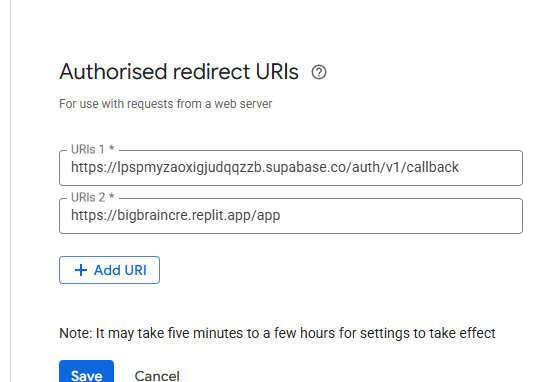 Authorised redirect URIs
For use with requests from a web server
URIs 1 *
https://lpspmyzaoxigjudqqzzb.supabase.co/auth/v1/callback
URIs 2 *
https://bigbraincre.replit.app/app
+ Add URI
Note: It may take five minutes to a few hours for settings to take effect
Save Cancel